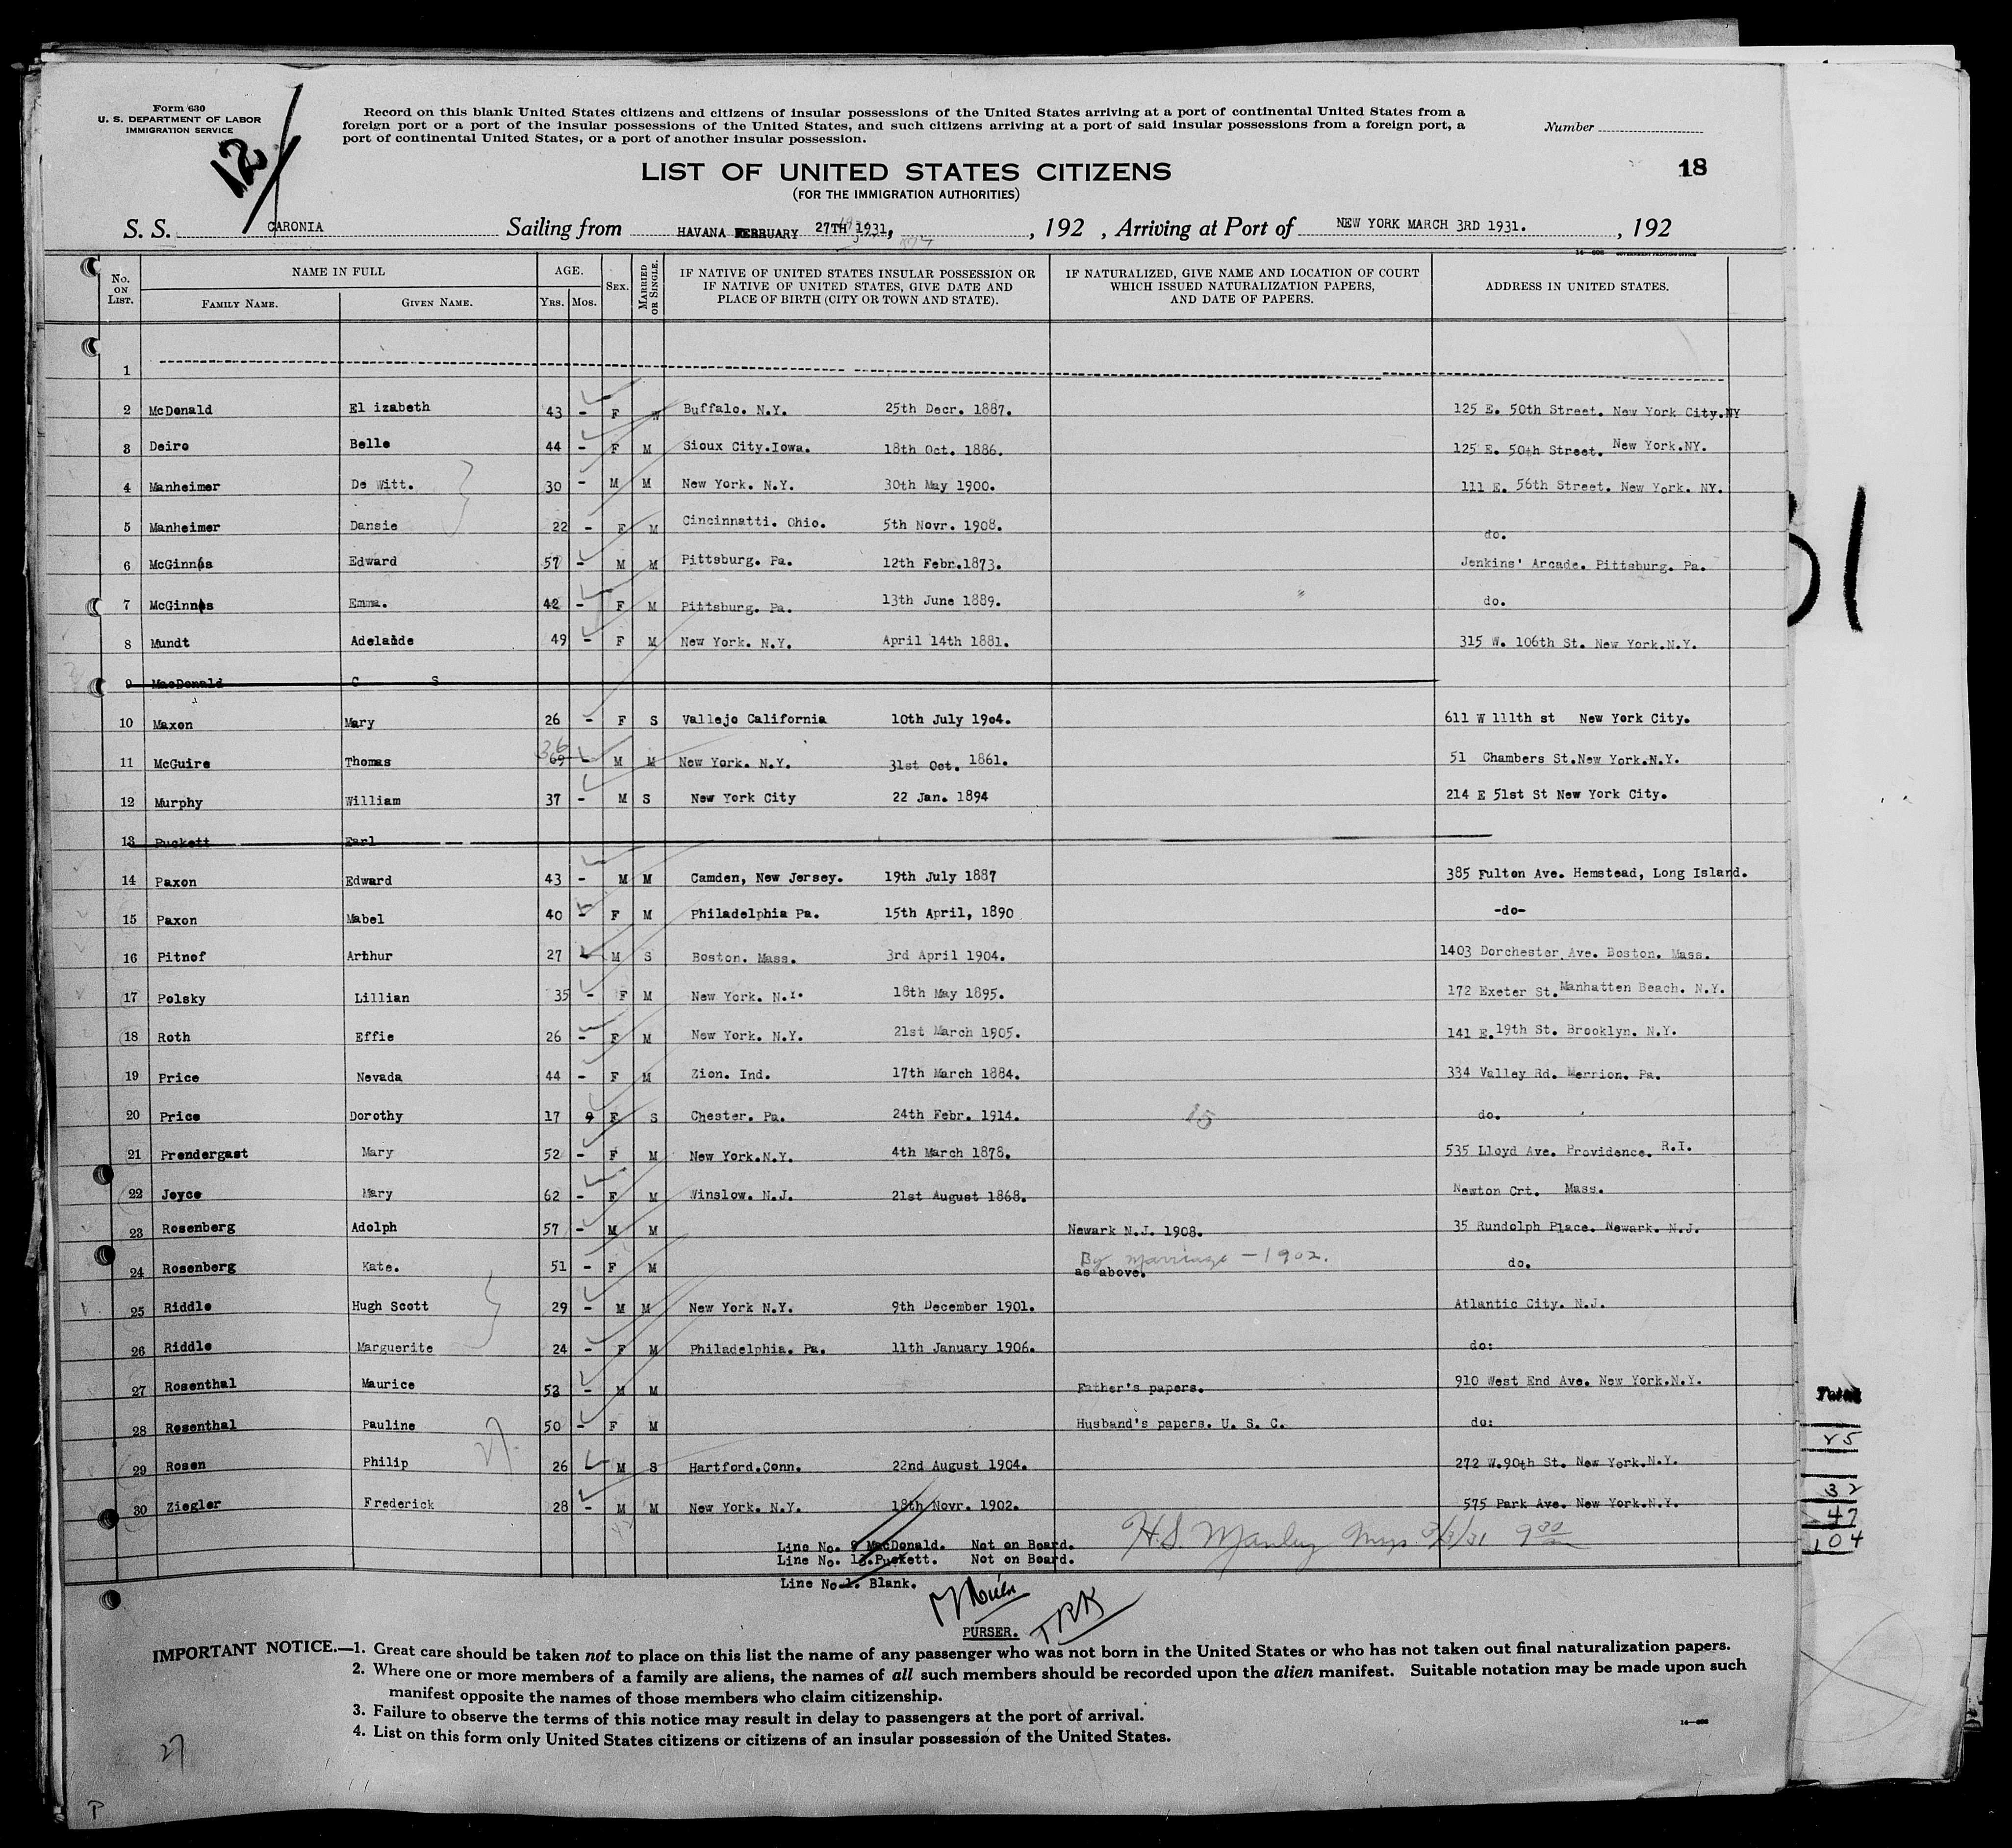 Form 630
U. S. DEPARTMENT OF LABOR
IMMIGRATION SERVICE
12
Record on this blank United States citizens and citizens of insular possessions of the United States arriving at a port of continental United States from a
foreign port or a port of the insular possessions of the United States, and such citizens arriving at a port of said insular possessions from a foreign port, a
port of continental United States, or a port of another insular possession.
Number
18
LIST OF UNITED STATES CITIZENS
(FOR THE IMMIGRATION AUTHORITIES)
S. S. CARONIA Sailing from HAVANA FEBRUARY 27TH 1931, , 192 , Arriving at Port of NEW YORK MARCH 3RD 1931. , 192
No. ON LIST. NAME IN FULL FAMILY NAME. GIVEN NAME. AGE. YRS. MOS. SEX. MARRIED OR SINGLE. IF NATIVE OF UNITED STATES INSULAR POSSESSION OR IF NATIVE OF UNITED STATES, GIVE DATE AND PLACE OF BIRTH (CITY OR TOWN AND STATE). IF NATURALIZED, GIVE NAME AND LOCATION OF COURT WHICH ISSUED NATURALIZATION PAPERS, AND DATE OF PAPERS. ADDRESS IN UNITED STATES.
1
2 McDonald El izabeth 43 - F Buffalo. N.Y. 25th Decr. 1887. 125 E. 50th Street. New York City.NY
3 Deiro Belle 44 - F M Sioux City.Iowa. 18th Oct. 1886. 125 E. 50th Street. New York.NY.
4 Manheimer De Witt. 30 - M M New York. N.Y. 30th May 1900. 111 E. 56th Street. New York. NY.
5 Manheimer Dansie 22 - F M Cincinnatti. Ohio. 5th Novr. 1908. do.
6 McGinnis Edward 57 - M M Pittsburg. Pa. 12th Febr.1873. Jenkins' Arcade. Pittsburg. Pa.
7 McGinnis Emma. 42 - F M Pittsburg. Pa. 13th June 1889. do.
8 Mundt Adelaide 49 - F M New York. N.Y. April 14th 1881. 315 W. 106th St. New York.N.Y.
9 MacDonald C S
10 Maxon Mary 26 - F S Vallejo California 10th July 1904. 611 W 111th st New York City.
11 McGuire Thomas 69 36 - M M New York. N.Y. 31st Oct. 1861. 51 Chambers St.New York.N.Y.
12 Murphy William 37 - M S New York City 22 Jan. 1894 214 E 51st St New York City.
13 Puckett Earl
14 Paxon Edward 43 - M M Camden, New Jersey. 19th July 1887 385 Fulton Ave. Hemstead, Long Island.
15 Paxon Mabel 40 - F M Philadelphia Pa. 15th April, 1890 -do-
16 Pitnof Arthur 27 - M S Boston. Mass. 3rd April 1904. 1403 Dorchester Ave. Boston. Mass.
17 Polsky Lillian 35 - F M New York. N.Y. 18th May 1895. 172 Exeter St. Manhatten Beach. N.Y.
18 Roth Effie 26 - F M New York. N.Y. 21st March 1905. 141 E. 19th St. Brooklyn. N.Y.
19 Price Nevada 44 - F M Zion. Ind. 17th March 1884. 334 Valley Rd. Merrion. Pa.
20 Price Dorothy 17 9 F S Chester. Pa. 24th Febr. 1914. 15 do.
21 Prendergast Mary 52 - F M New York.N.Y. 4th March 1878. 535 Lloyd Ave. Providence. R.I.
22 Joyce Mary 62 - F M Winslow. N.J. 21st August 1868. Newton Crt. Mass.
23 Rosenberg Adolph 57 - M M Newark N.J. 1908. 35 Rundolph Place. Newark. N.J.
24 Rosenberg Kate. 51 - F M By Marriage - 1902. as above. do.
25 Riddle Hugh Scott 29 - M M New York N.Y. 9th December 1901. Atlantic City. N.J.
26 Riddle Marguerite 24 - F M Philadelphia. Pa. 11th January 1906. do:
27 Rosenthal Maurice 52 - M M Father's papers. 910 West End Ave. New York.N.Y.
28 Rosenthal Pauline 50 - F M Husband's papers. U. S. C. do:
27.
29 Rosen Philip 26 - M S Hartford.Conn. 22nd August 1904. 272 W.90th St. New York.N.Y.
30 Ziegler Frederick 28 - M M New York. N.Y. 18th Novr. 1902. 575 Park Ave. New York.N.Y.
Line No. 9 MacDonald. Not on Board.
Line No. 13.Puckett. Not on Board.
Line No 1. Blank.
H.S. Manley 3/3/31 9 30
TRK
PURSER.
IMPORTANT NOTICE.—1. Great care should be taken not to place on this list the name of any passenger who was not born in the United States or who has not taken out final naturalization papers.
2. Where one or more members of a family are aliens, the names of all such members should be recorded upon the alien manifest. Suitable notation may be made upon such
manifest opposite the names of those members who claim citizenship.
3. Failure to observe the terms of this notice may result in delay to passengers at the port of arrival.
4. List on this form only United States citizens or citizens of an insular possession of the United States.
27
P
Total
25
32
47
104